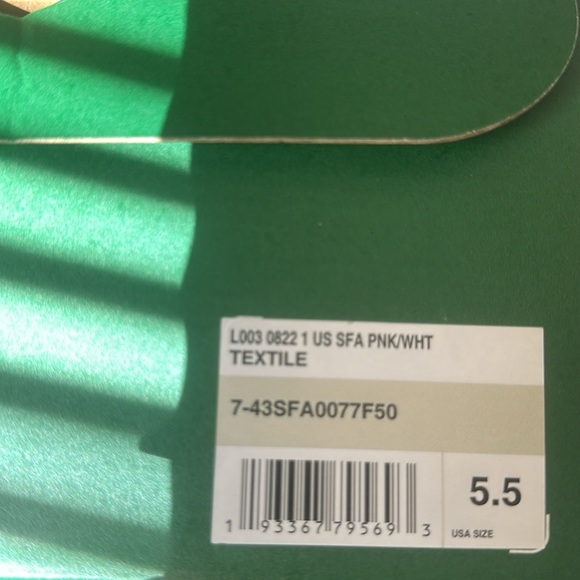 L003 0822 1 US SFA PNK/WHT
TEXTILE
7-43SFA0077F50
1 93367 79569 3
5.5
USA SIZE